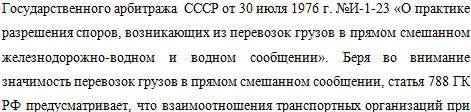 Государственного арбитража СССР от 30 июля 1976 г. №И-1-23 «О практике
разрешения споров, возникающих из перевозок грузов в прямом смешанном
железнодорожно-водном и водном сообщении». Беря во внимание
значимость перевозок грузов в прямом смешанном сообщении, статья 788 ГК
РФ предусматривает, что взаимоотношения транспортных организаций при